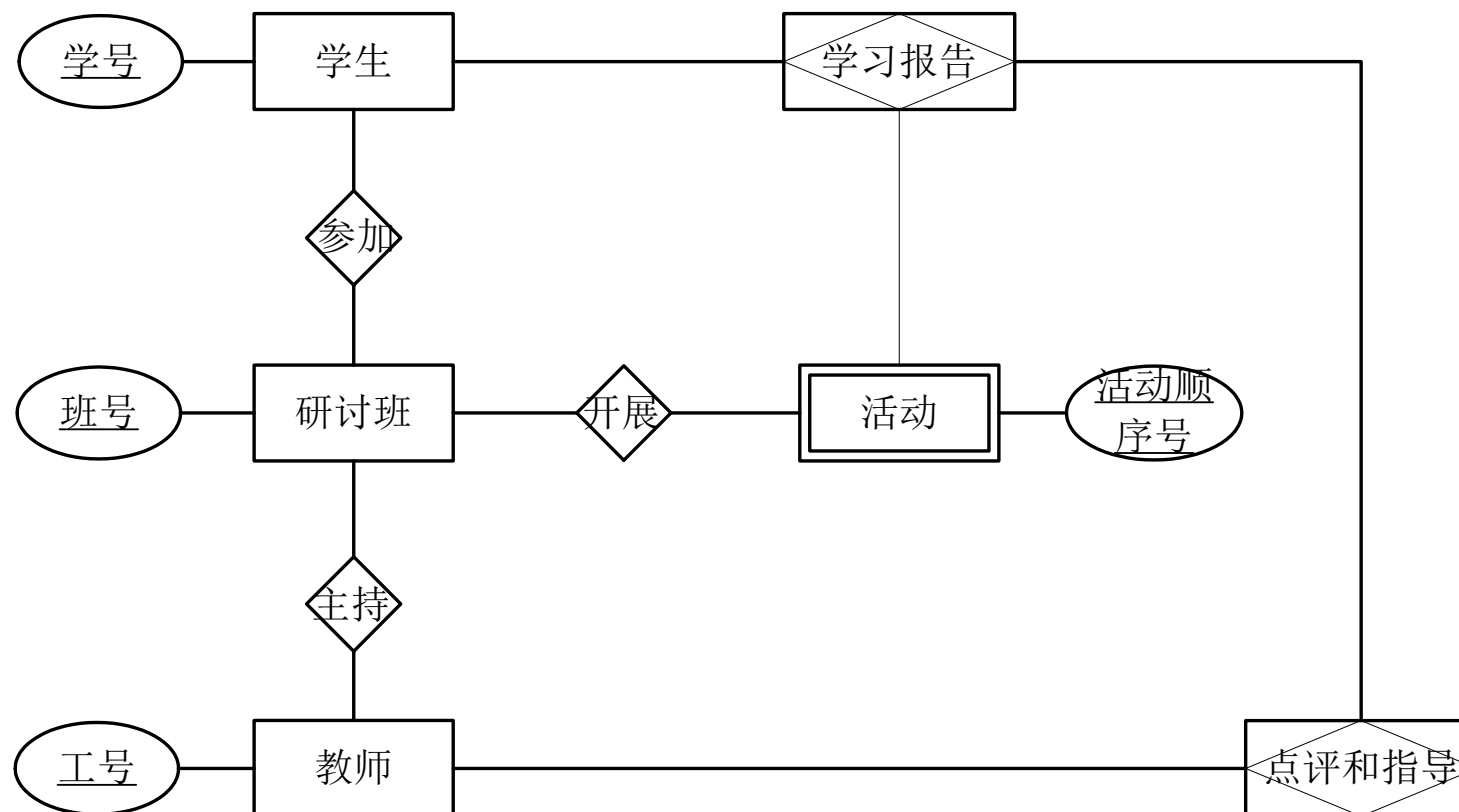 学号
学生
学习报告
参加
班号
研讨班
开展
活动
活动顺
序号
主持
工号
教师
点评和指导